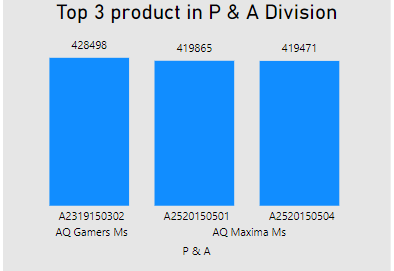 Top 3 product in P & A Division
428498 419865 419471
A2319150302 A2520150501 A2520150504
AQ Gamers Ms AQ Maxima Ms
P & A